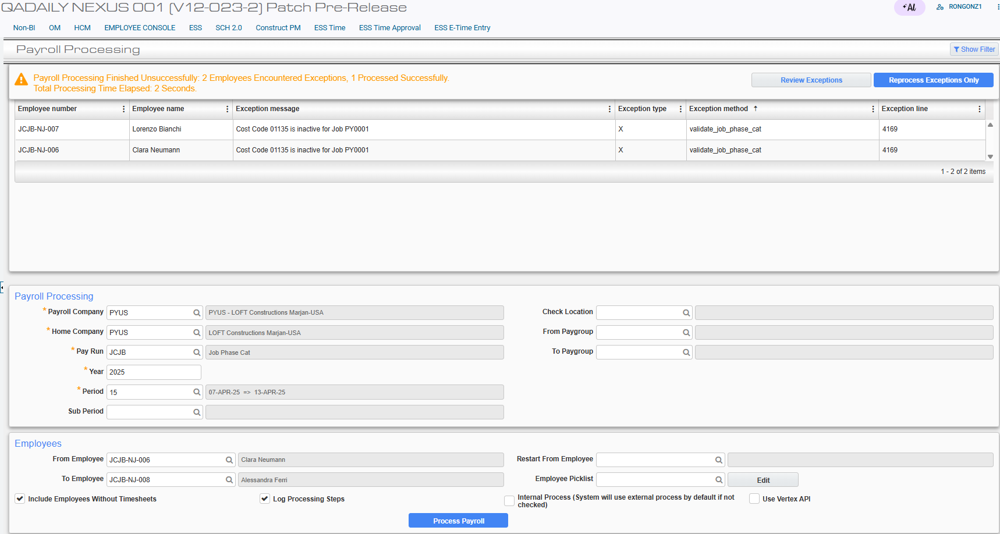 QADAILY NEXUS 001 (V12-023-2) Patch Pre-Release
AI RONGONZ1
Non-BI OM HCM EMPLOYEE CONSOLE ESS SCH 2.0 Construct PM ESS Time ESS Time Approval ESS E-Time Entry
Payroll Processing Show Filter
Payroll Processing Finished Unsuccessfully: 2 Employees Encountered Exceptions, 1 Processed Successfully.
Total Processing Time Elapsed: 2 Seconds.
Review Exceptions Reprocess Exceptions Only
Employee number Employee name Exception message Exception type Exception method ↑ Exception line
JCJB-NJ-007 Lorenzo Bianchi Cost Code 01135 is inactive for Job PY0001 X validate_job_phase_cat 4169
JCJB-NJ-006 Clara Neumann Cost Code 01135 is inactive for Job PY0001 X validate_job_phase_cat 4169
1 - 2 of 2 items
Payroll Processing
* Payroll Company PYUS PYUS - LOFT Constructions Marjan-USA Check Location
* Home Company PYUS LOFT Constructions Marjan-USA From Paygroup
* Pay Run JCJB Job Phase Cat To Paygroup
* Year 2025
* Period 15 07-APR-25 => 13-APR-25
Sub Period
Employees
From Employee JCJB-NJ-006 Clara Neumann Restart From Employee
To Employee JCJB-NJ-008 Alessandra Ferri Employee Picklist Edit
Include Employees Without Timesheets Log Processing Steps Internal Process (System will use external process by default if not
checked) Use Vertex API
Process Payroll